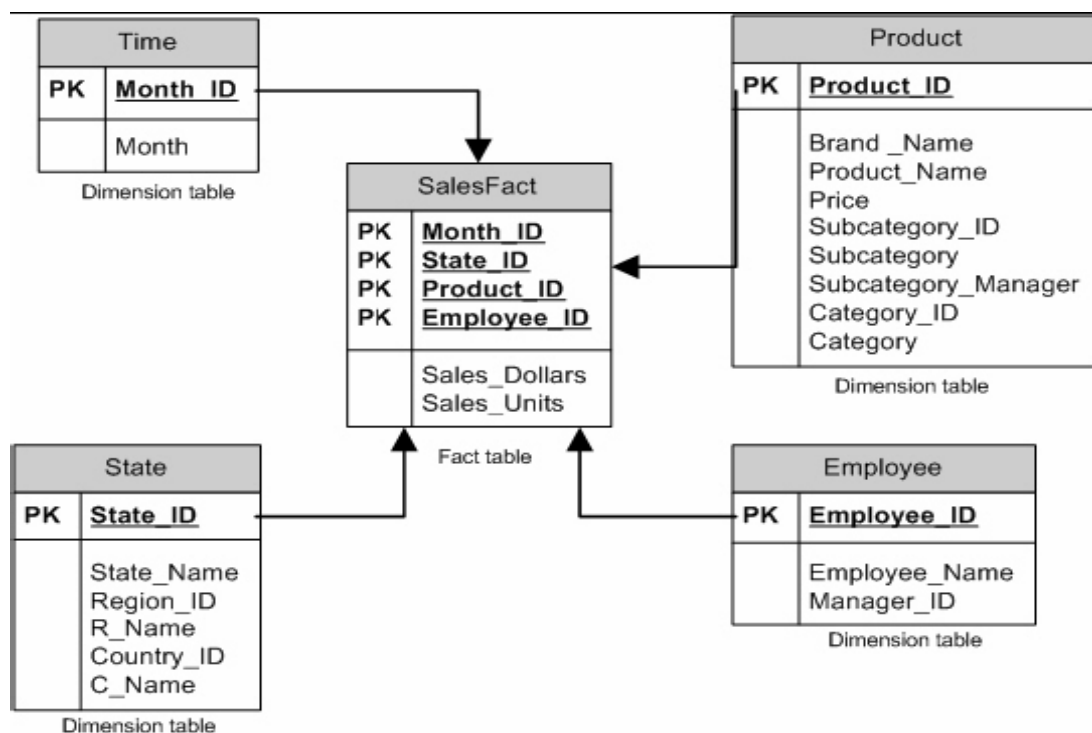 Time
PK Month_ID
Month
Dimension table
Product
PK Product_ID
Brand _Name
Product_Name
Price
Subcategory_ID
Subcategory
Subcategory_Manager
Category_ID
Category
Dimension table
SalesFact
PK Month_ID
PK State_ID
PK Product_ID
PK Employee_ID
Sales_Dollars
Sales_Units
Fact table
State
PK State_ID
State_Name
Region_ID
R_Name
Country_ID
C_Name
Dimension table
Employee
PK Employee_ID
Employee_Name
Manager_ID
Dimension table